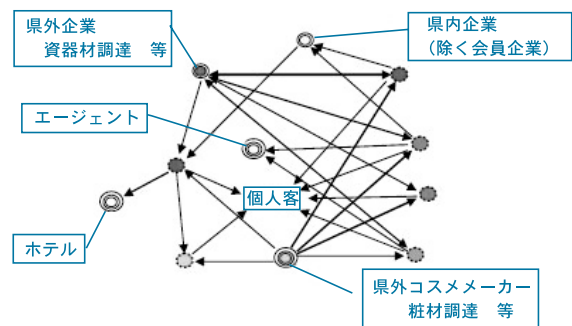 県外企業
資器材調達　等
県内企業
（除く会員企業）
エージェント
個人客
ホテル
県外コスメメーカー
粧材調達　等